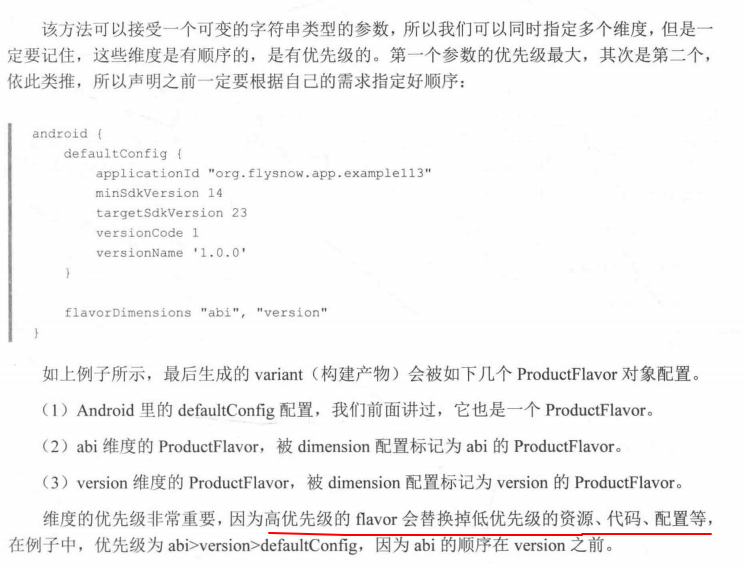 该方法可以接受一个可变的字符串类型的参数，所以我们可以同时指定多个维度，但是一
定要记住，这些维度是有顺序的，是有优先级的。第一个参数的优先级最大，其次是第二个，
依此类推，所以声明之前一定要根据自己的需求指定好顺序：
android {
    defaultConfig {
        applicationId "org.flysnow.app.example113"
        minSdkVersion 14
        targetSdkVersion 23
        versionCode 1
        versionName '1.0.0'
    }
    flavorDimensions "abi", "version"
}
如上例子所示，最后生成的 variant（构建产物）会被如下几个 ProductFlavor 对象配置。
（1）Android 里的 defaultConfig 配置，我们前面讲过，它也是一个 ProductFlavor。
（2）abi 维度的 ProductFlavor，被 dimension 配置标记为 abi 的 ProductFlavor。
（3）version 维度的 ProductFlavor，被 dimension 配置标记为 version 的 ProductFlavor。
维度的优先级非常重要，因为高优先级的 flavor 会替换掉低优先级的资源、代码、配置等，
在例子中，优先级为 abi>version>defaultConfig，因为 abi 的顺序在 version 之前。